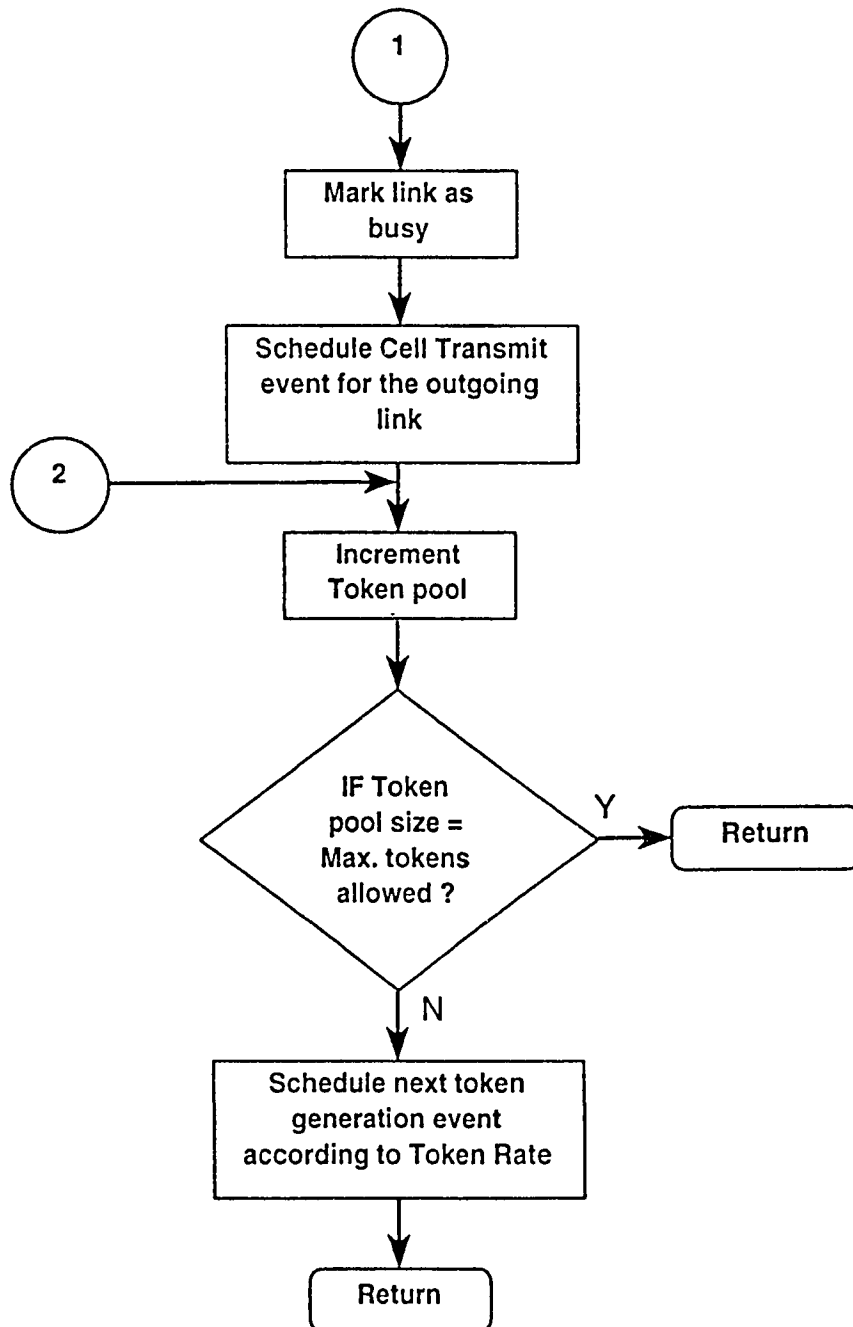 1
Mark link as
busy
Schedule Cell Transmit
event for the outgoing
link
2
Increment
Token pool
IF Token
pool size =
Max. tokens
allowed ?
Y
Return
N
Schedule next token
generation event
according to Token Rate
Return